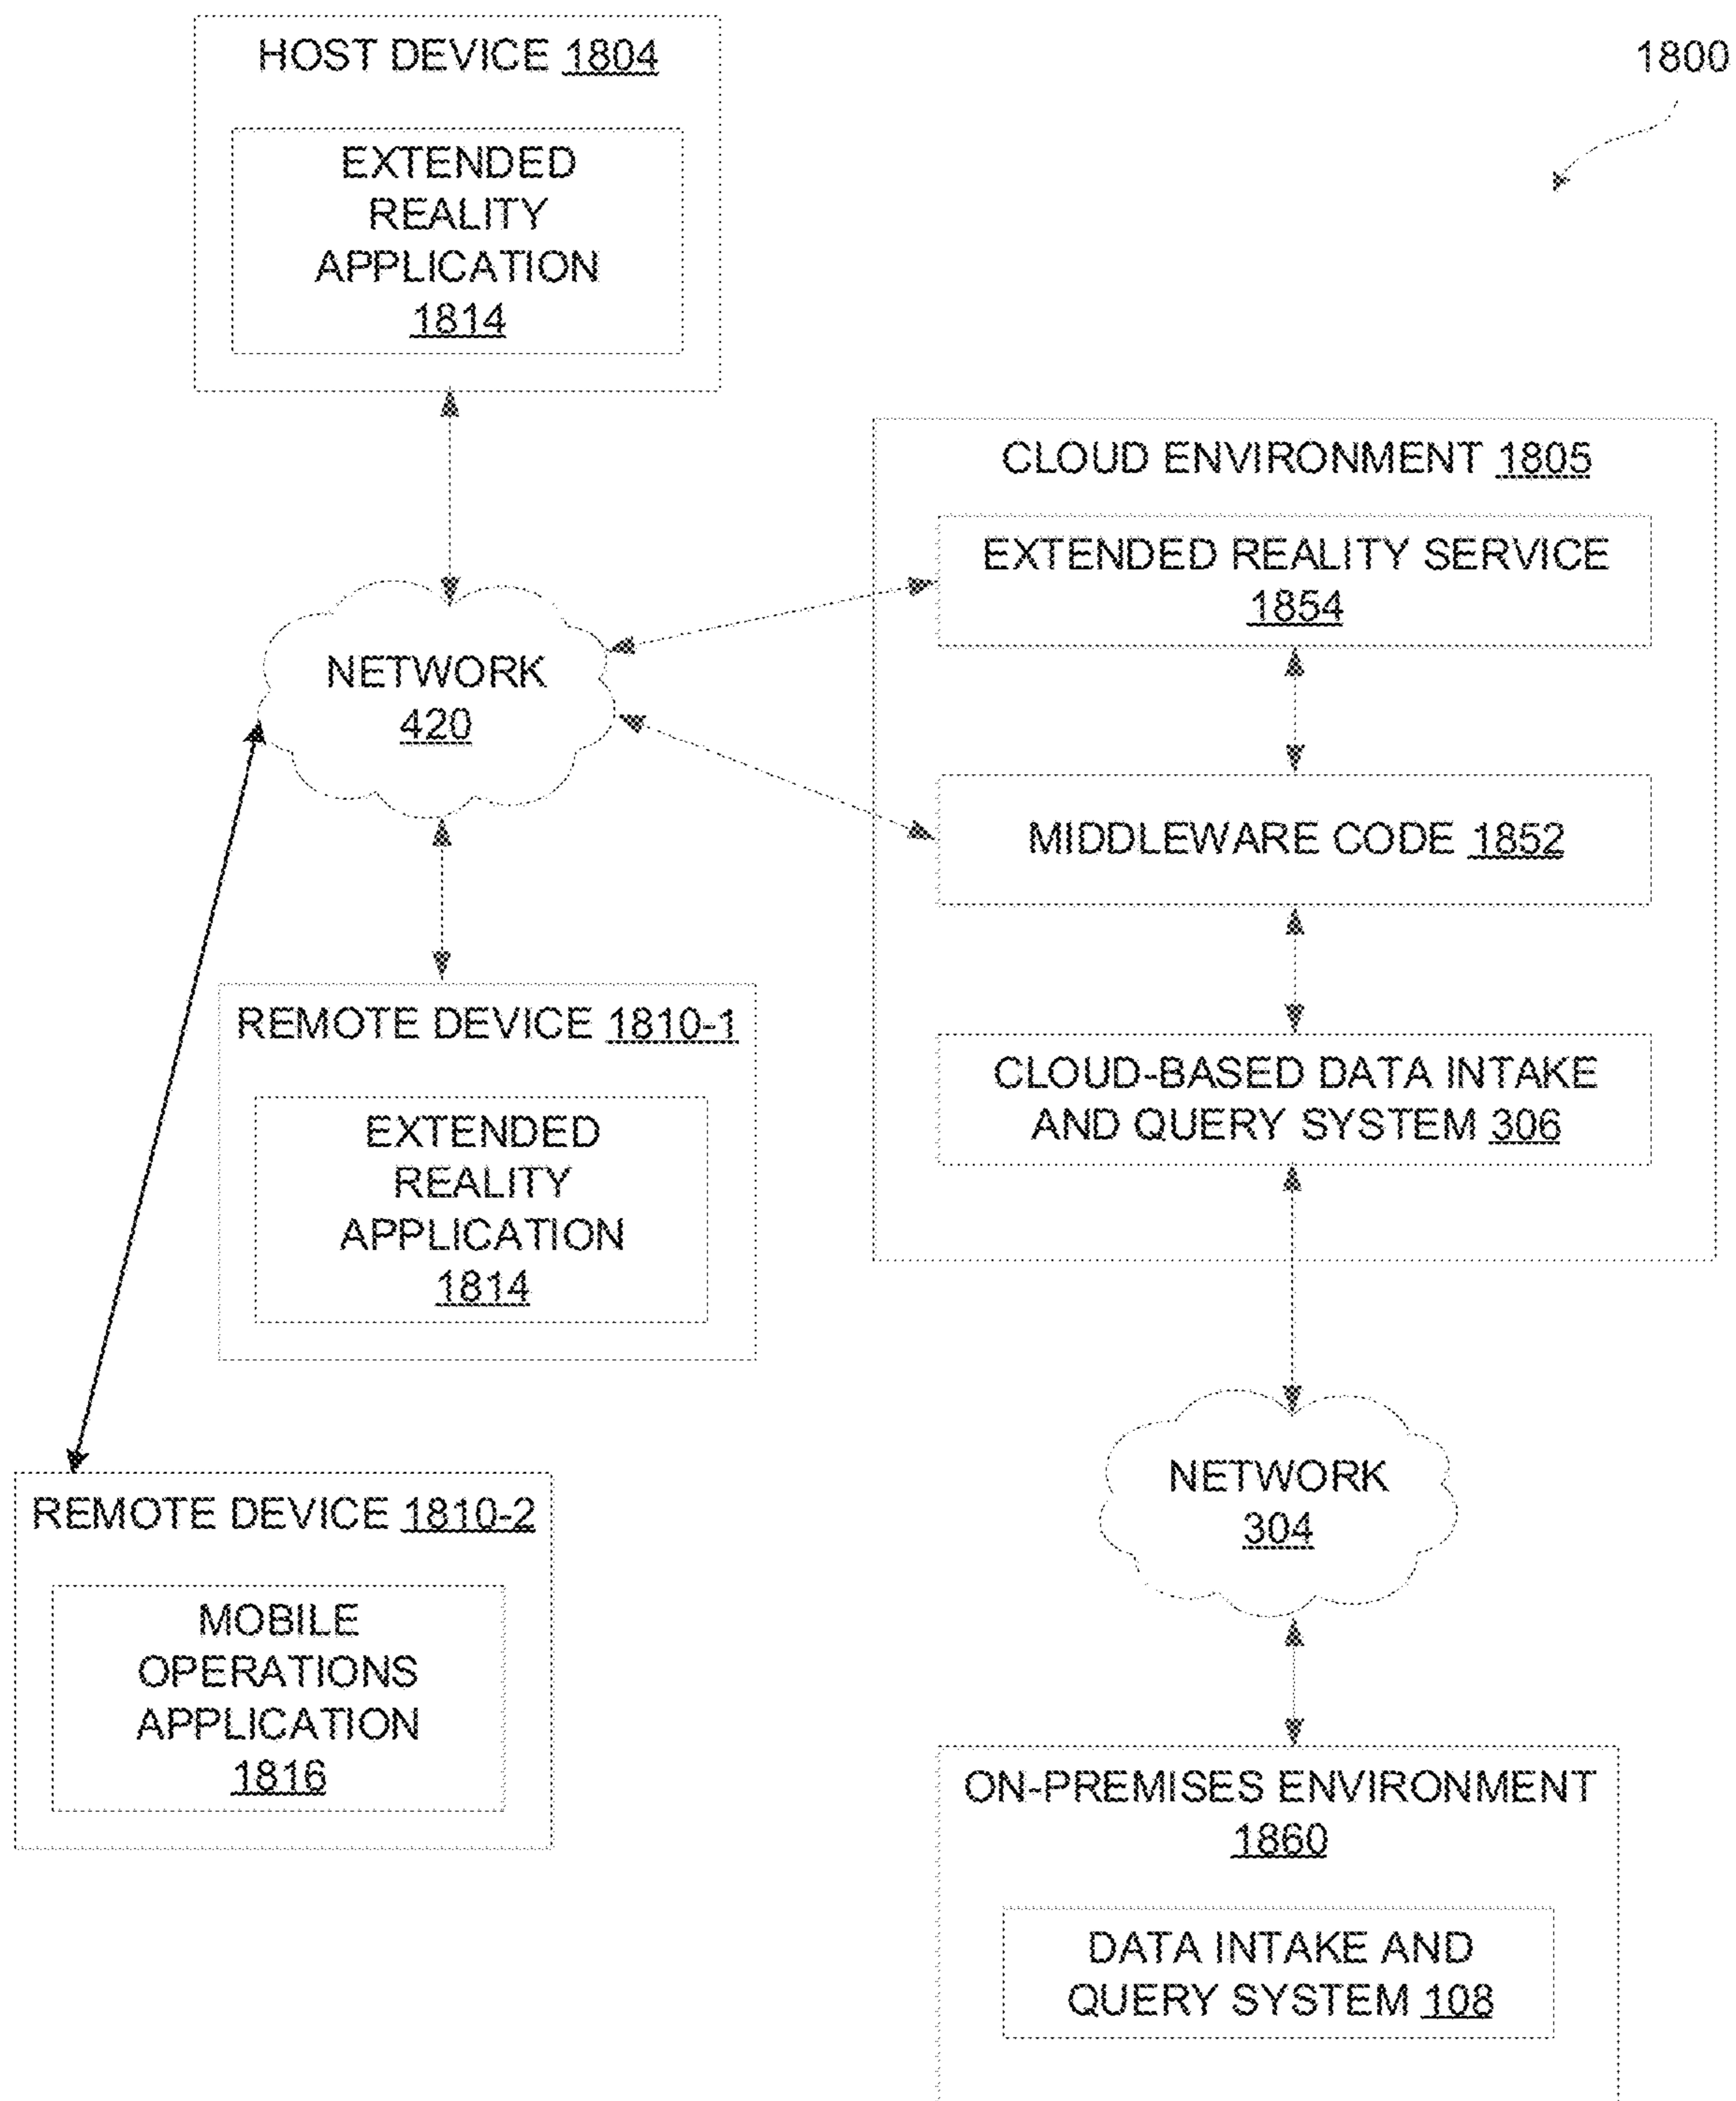 HOST DEVICE 1804
EXTENDED
REALITY
APPLICATION
1814
1800
CLOUD ENVIRONMENT 1805
EXTENDED REALITY SERVICE
1854
NETWORK
420
MIDDLEWARE CODE 1852
REMOTE DEVICE 1810-1
EXTENDED
REALITY
APPLICATION
1814
CLOUD-BASED DATA INTAKE
AND QUERY SYSTEM 306
NETWORK
304
REMOTE DEVICE 1810-2
MOBILE
OPERATIONS
APPLICATION
1816
ON-PREMISES ENVIRONMENT
1860
DATA INTAKE AND
QUERY SYSTEM 108